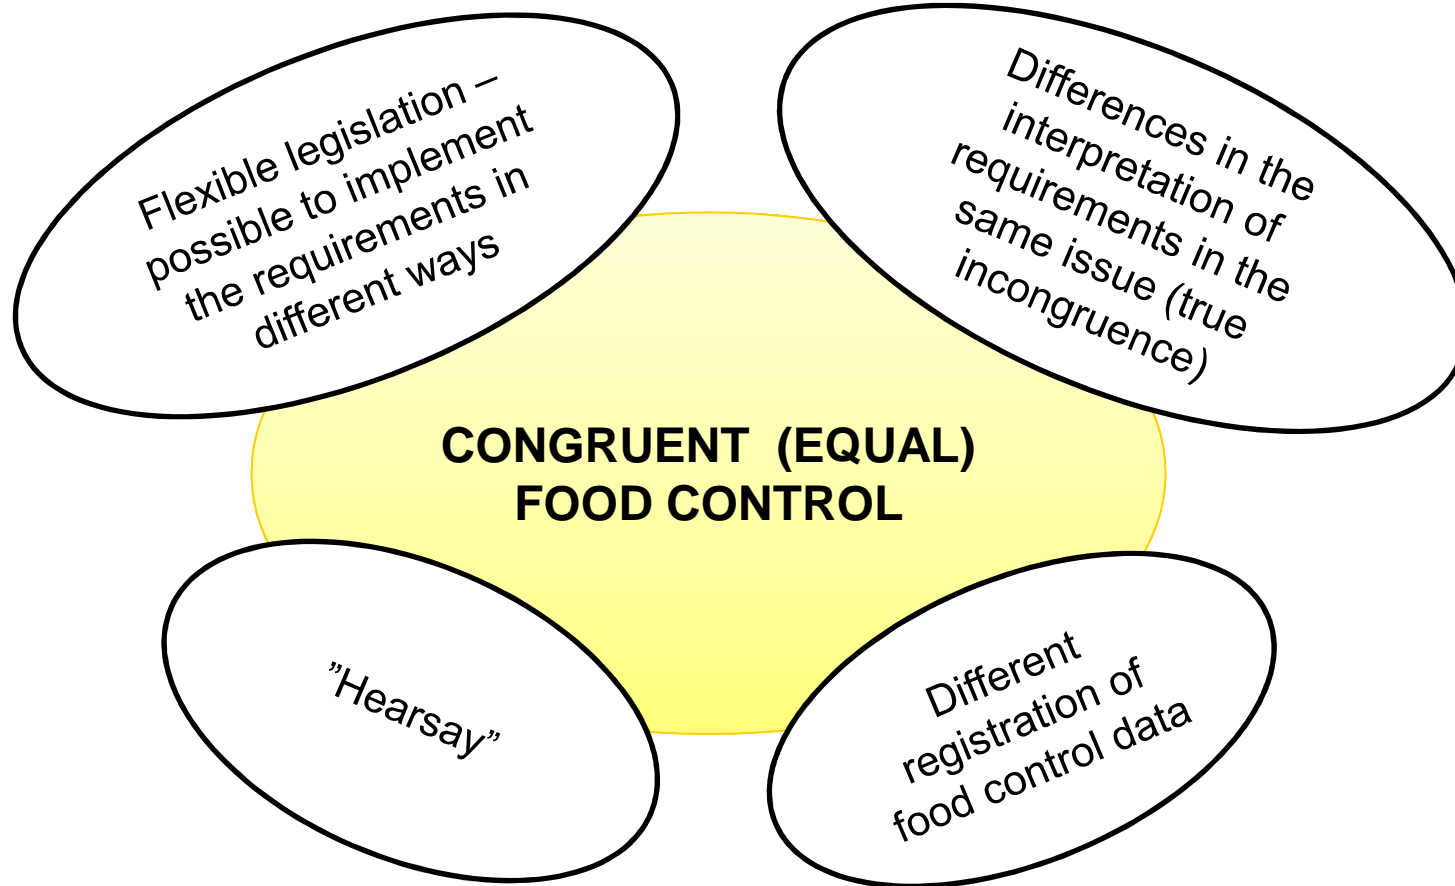 Flexible legislation –
possible to implement
the requirements in
different ways
Differences in the
interpretation of
requirements in the
same issue (true
incongruence)
CONGRUENT (EQUAL)
FOOD CONTROL
”Hearsay”
Different
registration of
food control data